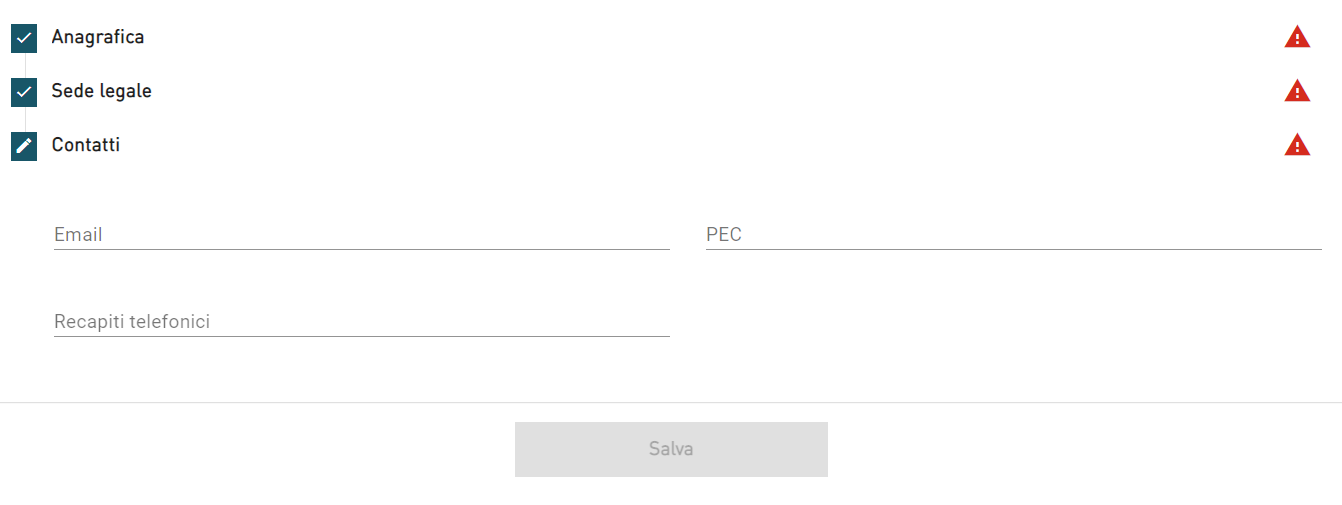 Anagrafica
Sede legale
Contatti
Email
PEC
Recapiti telefonici
Salva